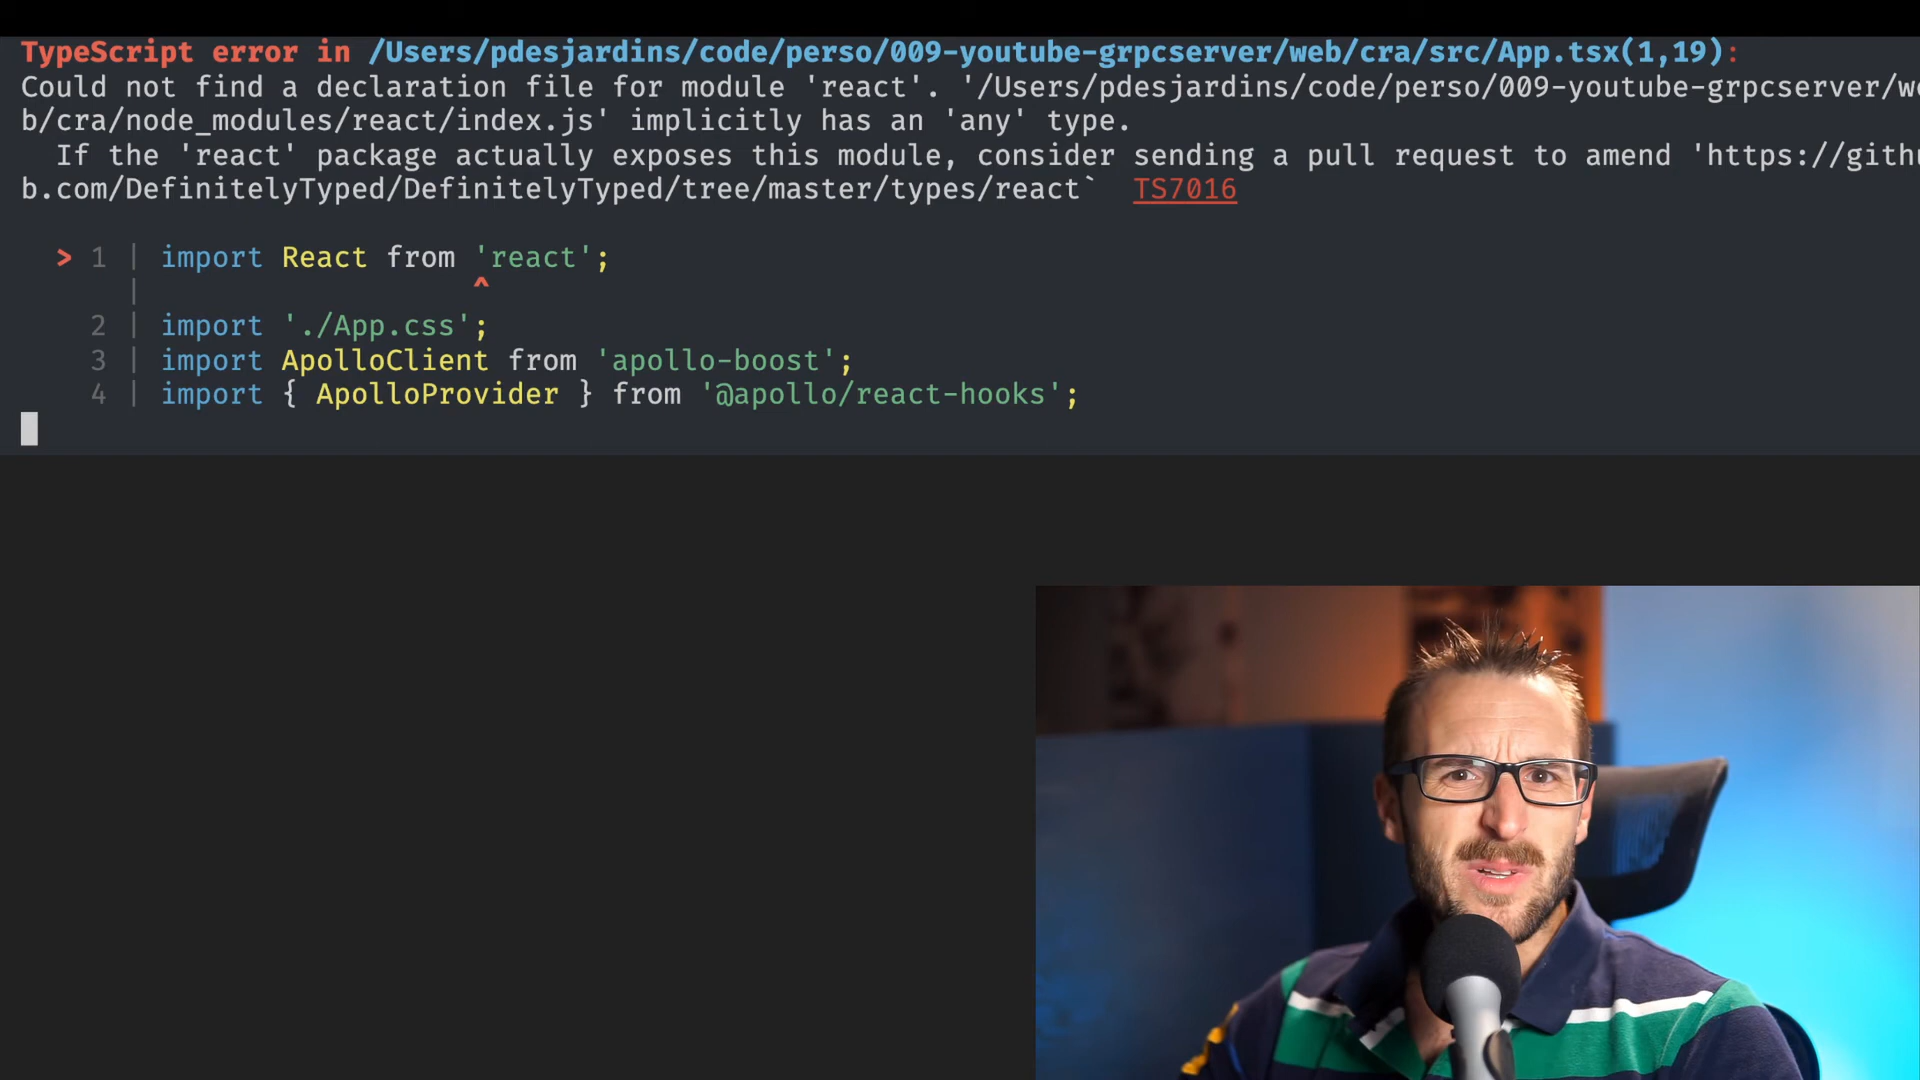 TypeScript error in /Users/pdesjardins/code/perso/009-youtube-grpcserver/web/cra/src/App.tsx(1,19):
Could not find a declaration file for module 'react'. '/Users/pdesjardins/code/perso/009-youtube-grpcserver/we
b/cra/node_modules/react/index.js' implicitly has an 'any' type.
If the 'react' package actually exposes this module, consider sending a pull request to amend 'https://githu
b.com/DefinitelyTyped/DefinitelyTyped/tree/master/types/react` TS7016
> 1 | import React from 'react';
| ^
2 | import './App.css';
3 | import ApolloClient from 'apollo-boost';
4 | import { ApolloProvider } from '@apollo/react-hooks';